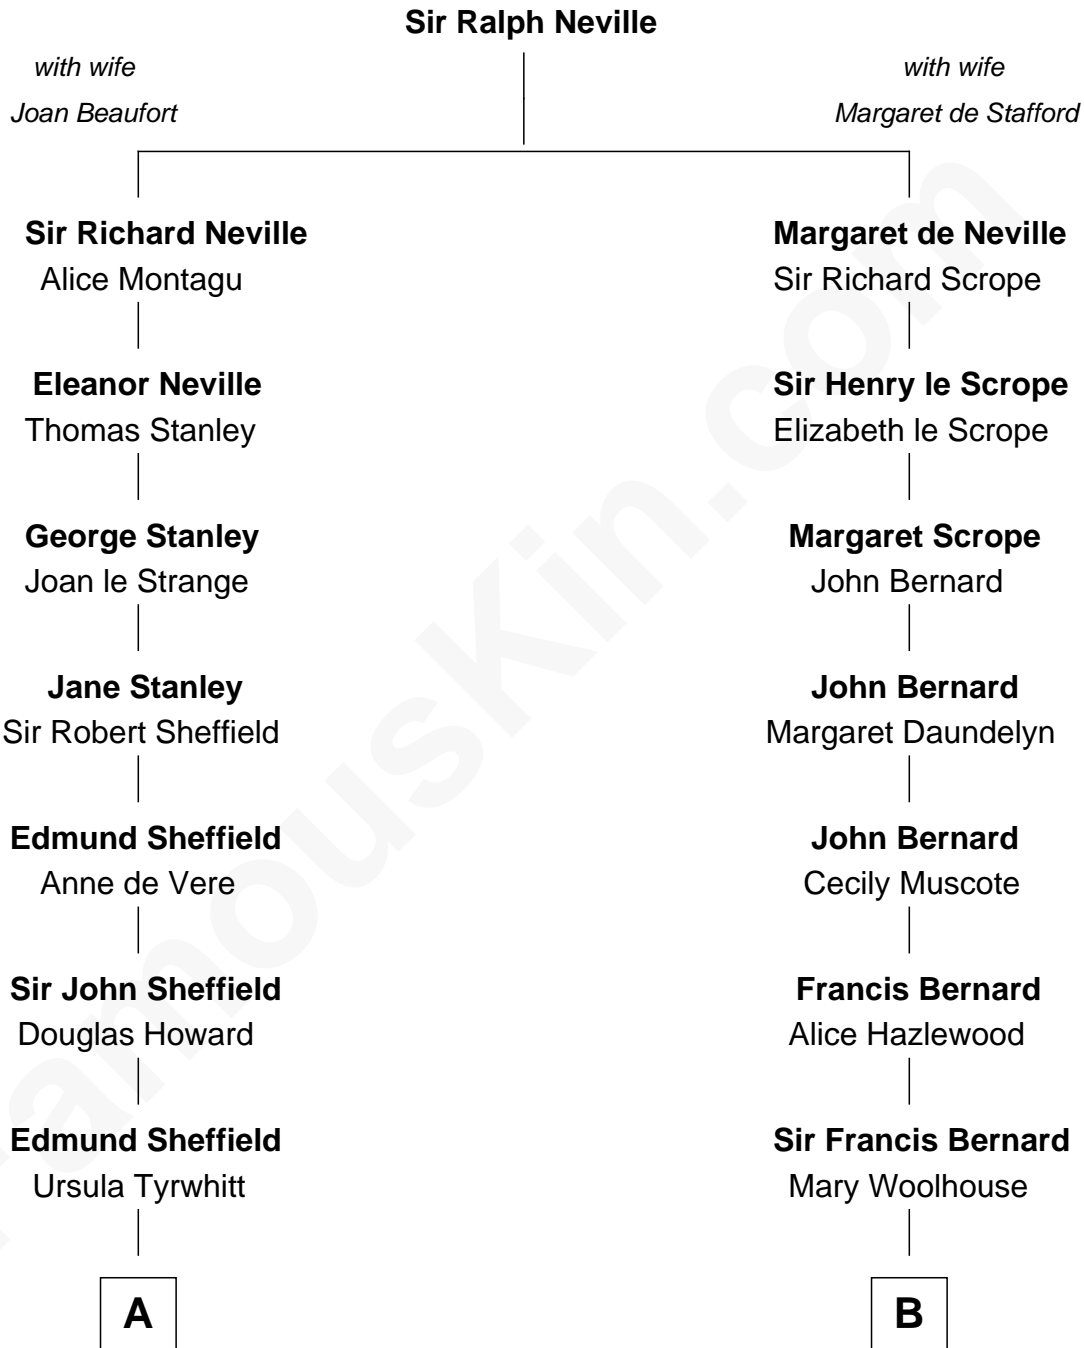 Sir Ralph Neville
with wife
Joan Beaufort
with wife
Margaret de Stafford
Sir Richard Neville
Alice Montagu
Margaret de Neville
Sir Richard Scrope
Eleanor Neville
Thomas Stanley
Sir Henry le Scrope
Elizabeth le Scrope
George Stanley
Joan le Strange
Margaret Scrope
John Bernard
Jane Stanley
Sir Robert Sheffield
John Bernard
Margaret Daundelyn
Edmund Sheffield
Anne de Vere
John Bernard
Cecily Muscote
Sir John Sheffield
Douglas Howard
Francis Bernard
Alice Hazlewood
Edmund Sheffield
Ursula Tyrwhitt
Sir Francis Bernard
Mary Woolhouse
A
B
FamousKin.com